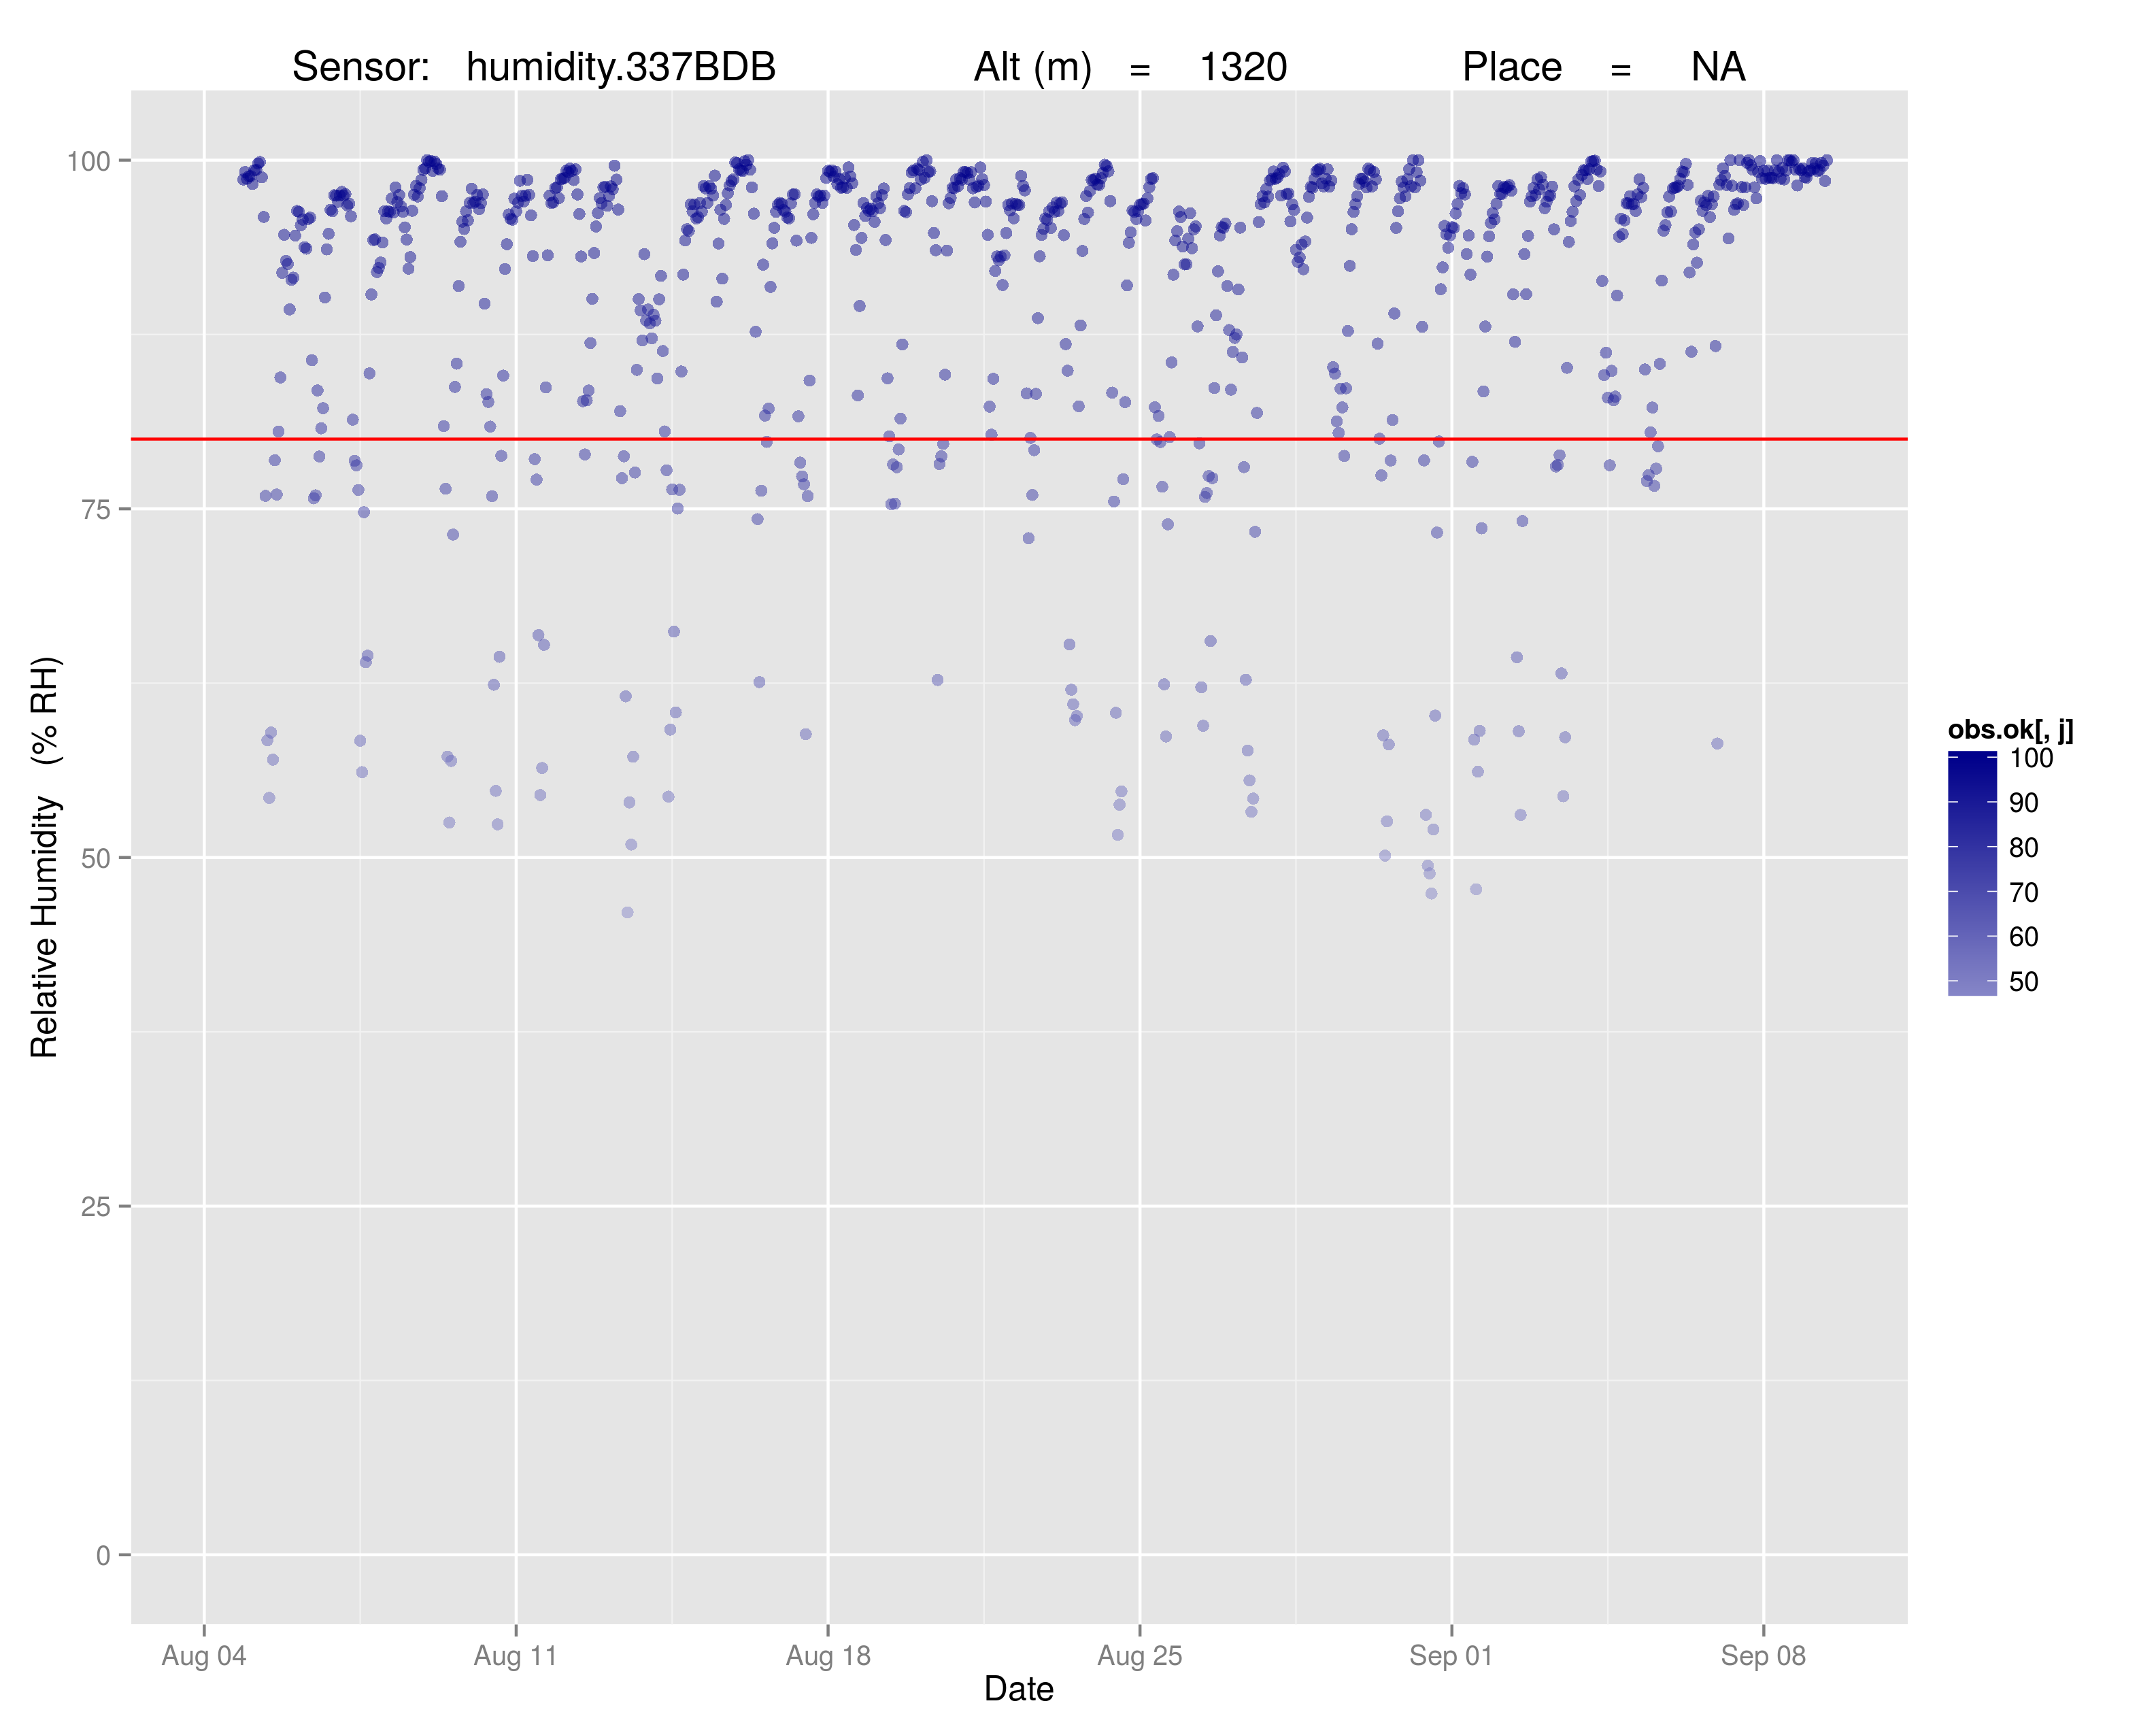 Sensor: humidity.337BDB Alt (m) = 1320 Place = NA
Relative Humidity (% RH)
100
75
50
25
0
Aug 04 Aug 11 Aug 18 Aug 25 Sep 01 Sep 08
Date
obs.ok[, j]
100
90
80
70
60
50